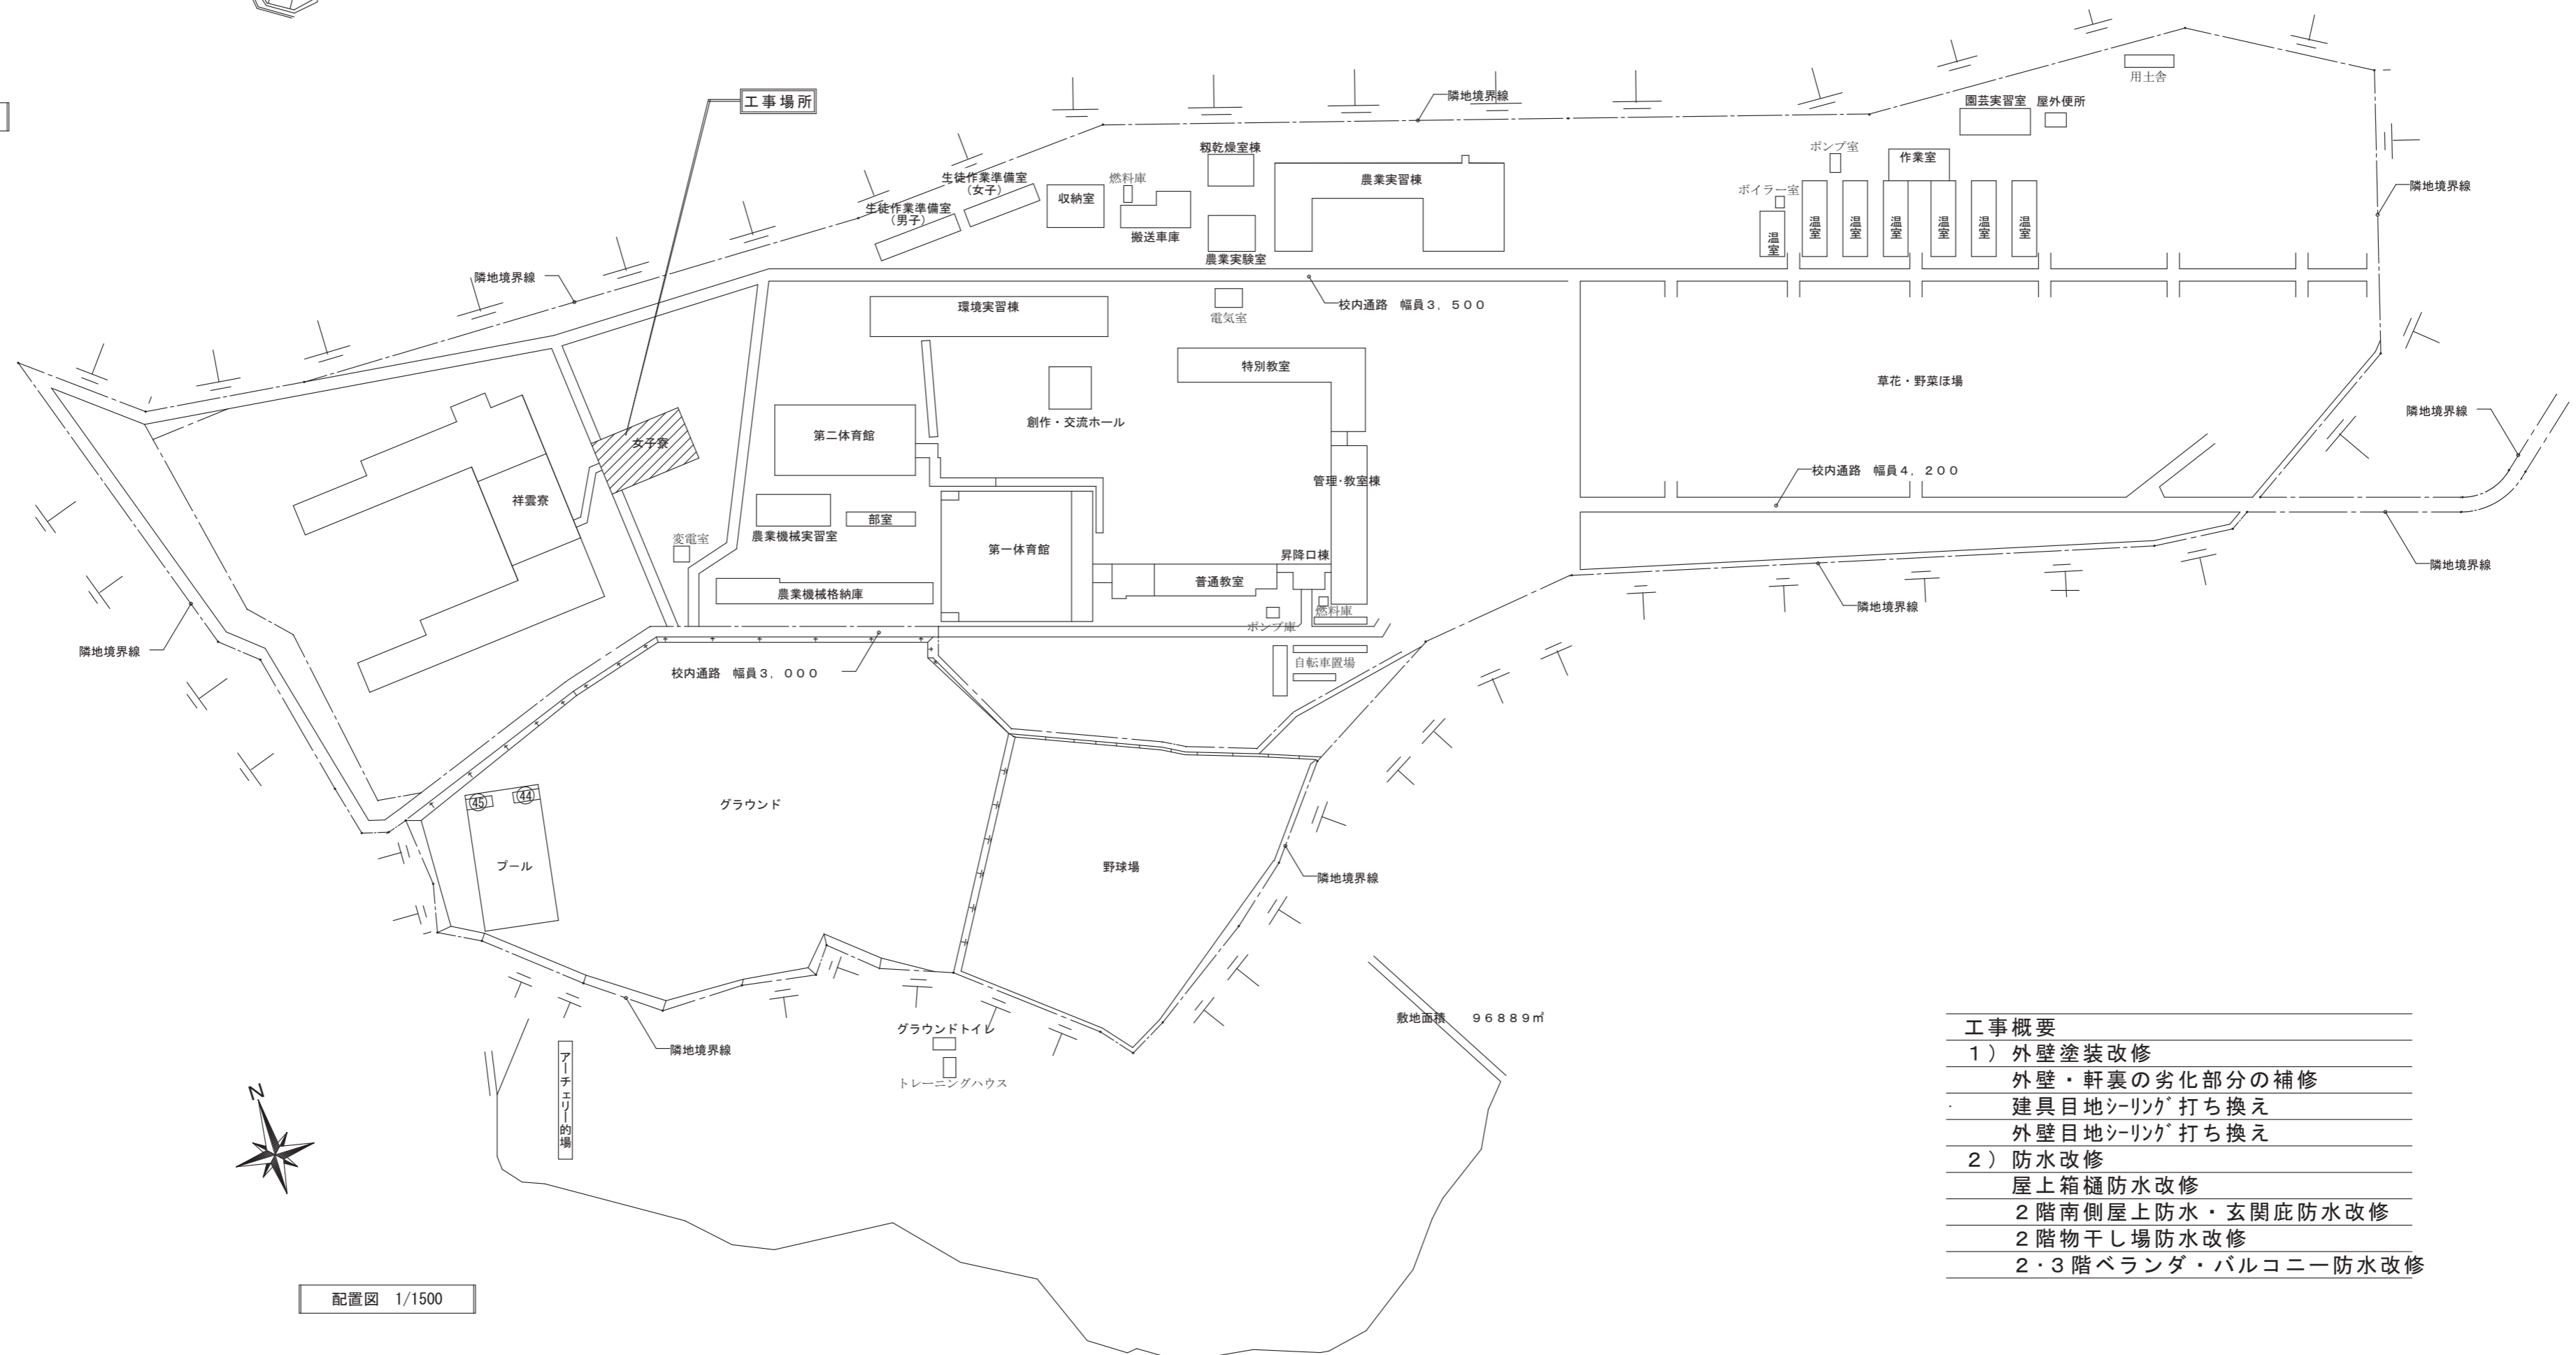 工事場所
隣地境界線
用土舎
園芸実習室
屋外便所
籾乾燥室棟
ポンプ室
作業室
生徒作業準備室
（女子）
燃料庫
農業実習棟
隣地境界線
ボイラー室
収納室
生徒作業準備室
（男子）
搬送車庫
温室
温室
温室
温室
温室
温室
温室
農業実験室
隣地境界線
環境実習棟
電気室
校内通路　幅員３，５００
特別教室
草花・野菜ほ場
隣地境界線
創作・交流ホール
第二体育館
女子寮
校内通路　幅員４，２００
管理・教室棟
祥雲寮
部室
農業機械実習室
変電室
第一体育館
昇降口棟
隣地境界線
普通教室
農業機械格納庫
燃料庫
隣地境界線
ポンプ庫
隣地境界線
自転車置場
校内通路　幅員３，０００
㊺
㊹
グラウンド
プール
野球場
隣地境界線
敷地面積　９６８８９㎡
グラウンドトイレ
隣地境界線
アーチェリー的場
トレーニングハウス
N
工事概要
１）外壁塗装改修
外壁・軒裏の劣化部分の補修
建具目地ｼｰﾘﾝｸﾞ打ち換え
外壁目地ｼｰﾘﾝｸﾞ打ち換え
２）防水改修
屋上箱樋防水改修
２階南側屋上防水・玄関庇防水改修
２階物干し場防水改修
２・３階ベランダ・バルコニー防水改修
配置図　1/1500